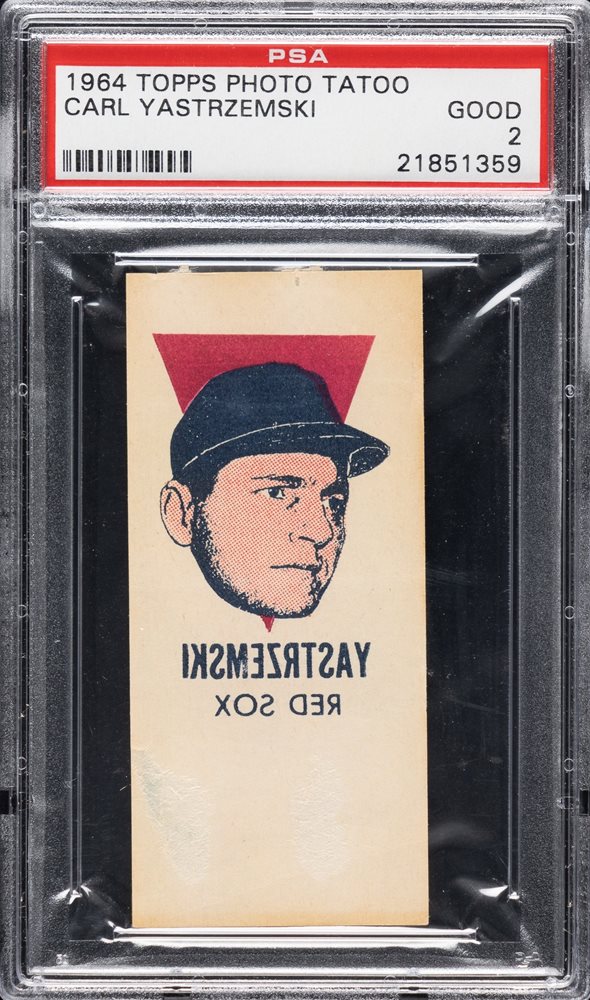 PSA
1964 TOPPS PHOTO TATOO
CARL YASTRZEMSKI GOOD
2
21851359
YASTRZEMSKI
RED SOX